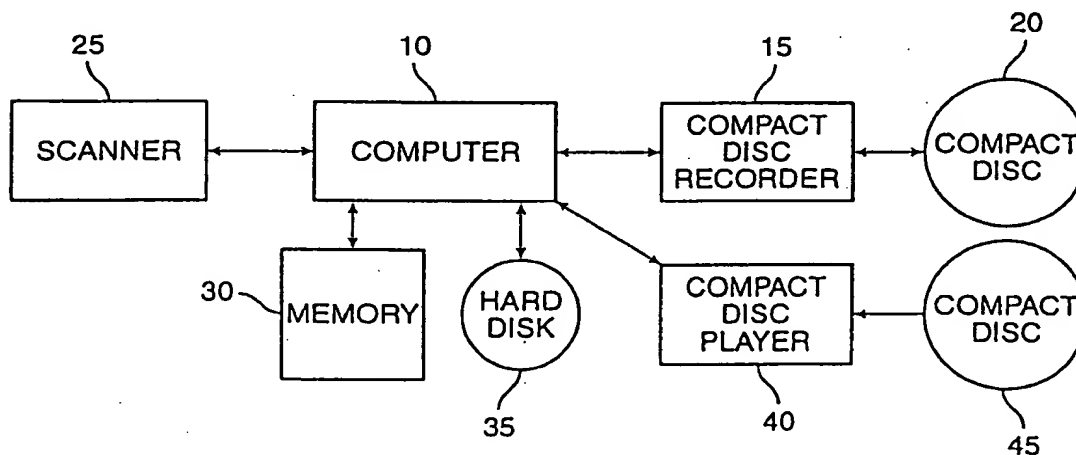 25
10
15
20
SCANNER
COMPUTER
COMPACT
DISC
RECORDER
COMPACT
DISC
30
MEMORY
HARD
DISK
COMPACT
DISC
PLAYER
COMPACT
DISC
35
40
45